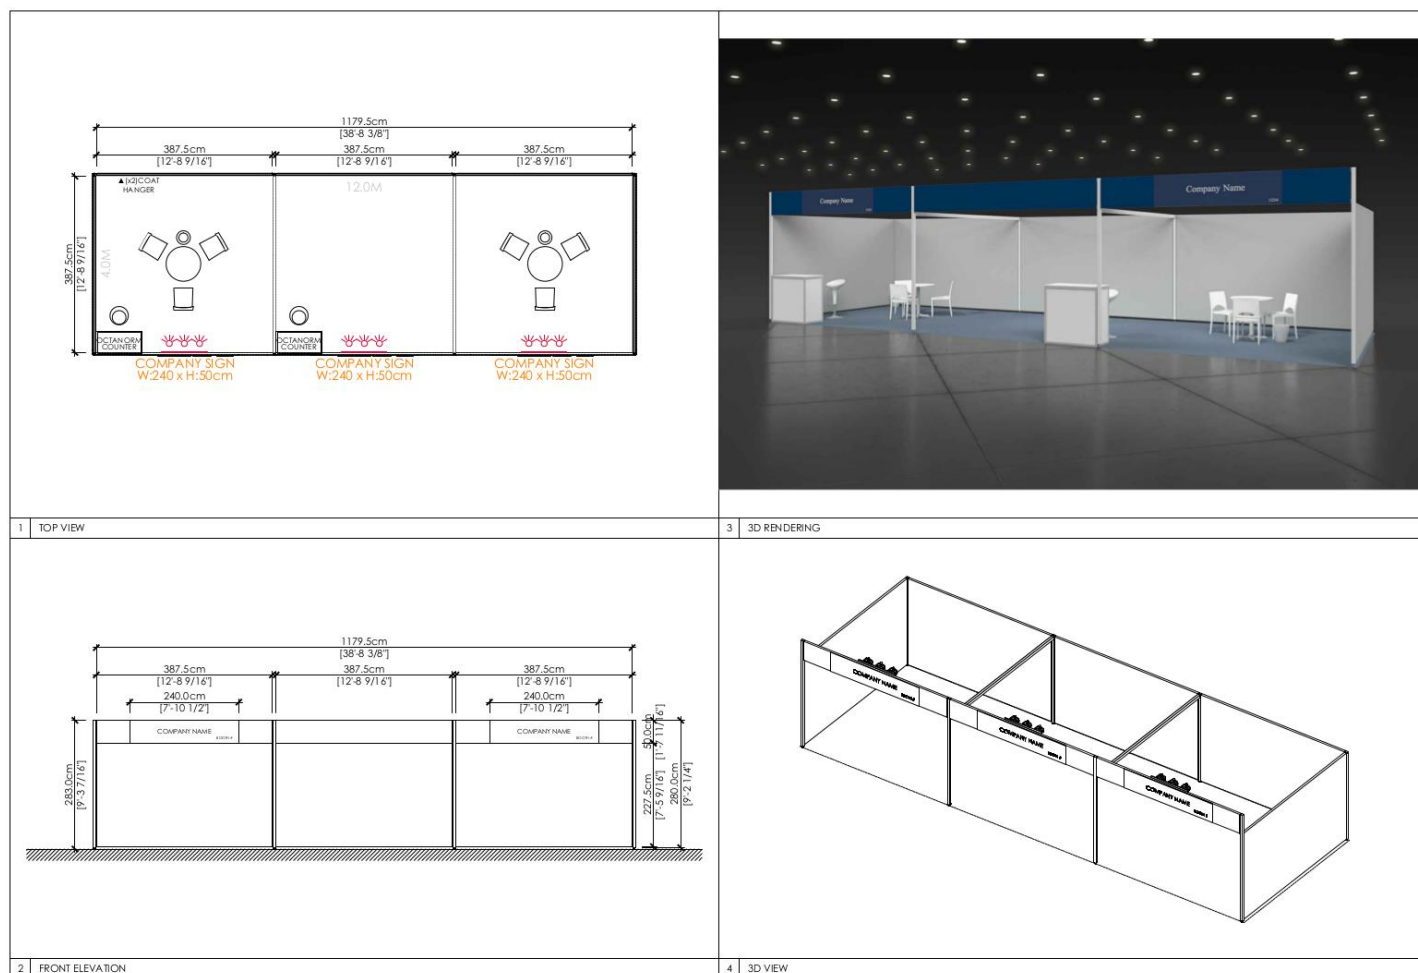 1179.5cm
[38'-8 3/8"]
387.5cm
[12'-8 9/16"]
387.5cm
[12'-8 9/16"]
387.5cm
[12'-8 9/16"]
▲(x2)COAT
HANGER
12.0M
387.5cm
[12'-8 9/16"]
4.0M
OCTANORM
COUNTER
OCTANORM
COUNTER
COMPANY SIGN
W:240 x H:50cm
COMPANY SIGN
W:240 x H:50cm
COMPANY SIGN
W:240 x H:50cm
1 TOP VIEW
Company Name
Company Name
3 3D RENDERING
1179.5cm
[38'-8 3/8"]
387.5cm
[12'-8 9/16"]
387.5cm
[12'-8 9/16"]
387.5cm
[12'-8 9/16"]
240.0cm
[7'-10 1/2"]
240.0cm
[7'-10 1/2"]
COMPANY NAME
BOOTH #
COMPANY NAME
BOOTH #
283.0cm
[9'-3 7/16"]
50.0cm
[1'-7 11/16"]
227.5cm
[7'-5 9/16"]
280.0cm
[9'-2 1/4"]
2 FRONT ELEVATION
COMPANY NAME
COMPANY NAME
COMPANY NAME
4 3D VIEW